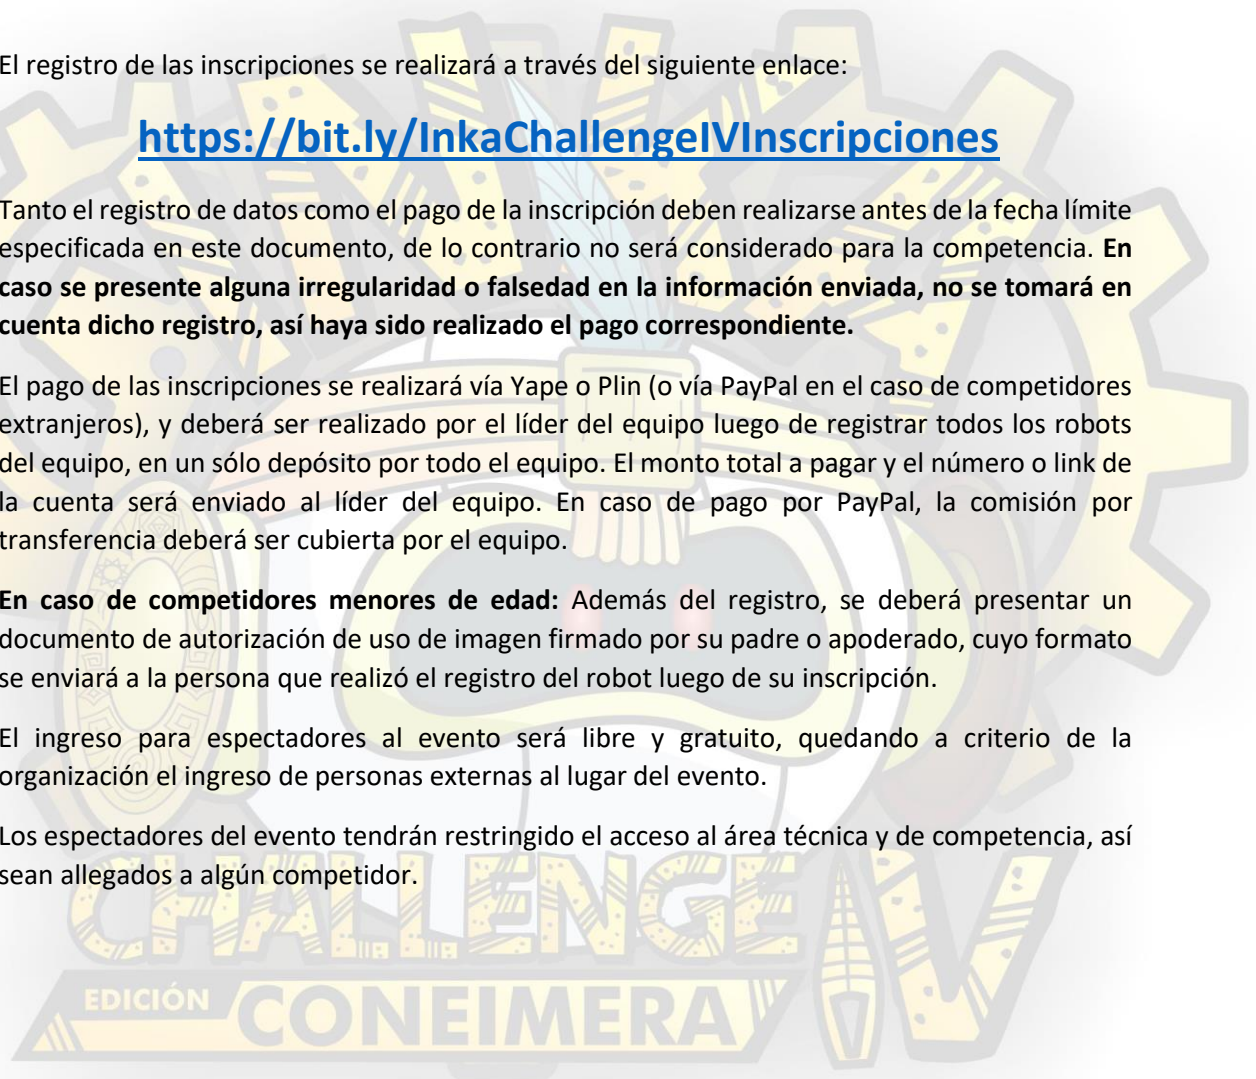 El registro de las inscripciones se realizará a través del siguiente enlace:
https://bit.ly/InkaChallengeIVInscripciones
Tanto el registro de datos como el pago de la inscripción deben realizarse antes de la fecha límite
especificada en este documento, de lo contrario no será considerado para la competencia. En
caso se presente alguna irregularidad o falsedad en la información enviada, no se tomará en
cuenta dicho registro, así haya sido realizado el pago correspondiente.
El pago de las inscripciones se realizará vía Yape o Plin (o vía PayPal en el caso de competidores
extranjeros), y deberá ser realizado por el líder del equipo luego de registrar todos los robots
del equipo, en un sólo depósito por todo el equipo. El monto total a pagar y el número o link de
la cuenta será enviado al líder del equipo. En caso de pago por PayPal, la comisión por
transferencia deberá ser cubierta por el equipo.
En caso de competidores menores de edad: Además del registro, se deberá presentar un
documento de autorización de uso de imagen firmado por su padre o apoderado, cuyo formato
se enviará a la persona que realizó el registro del robot luego de su inscripción.
El ingreso para espectadores al evento será libre y gratuito, quedando a criterio de la
organización el ingreso de personas externas al lugar del evento.
Los espectadores del evento tendrán restringido el acceso al área técnica y de competencia, así
sean allegados a algún competidor.
INKA
CHALLENGE IV
EDICIÓN CONEIMERA